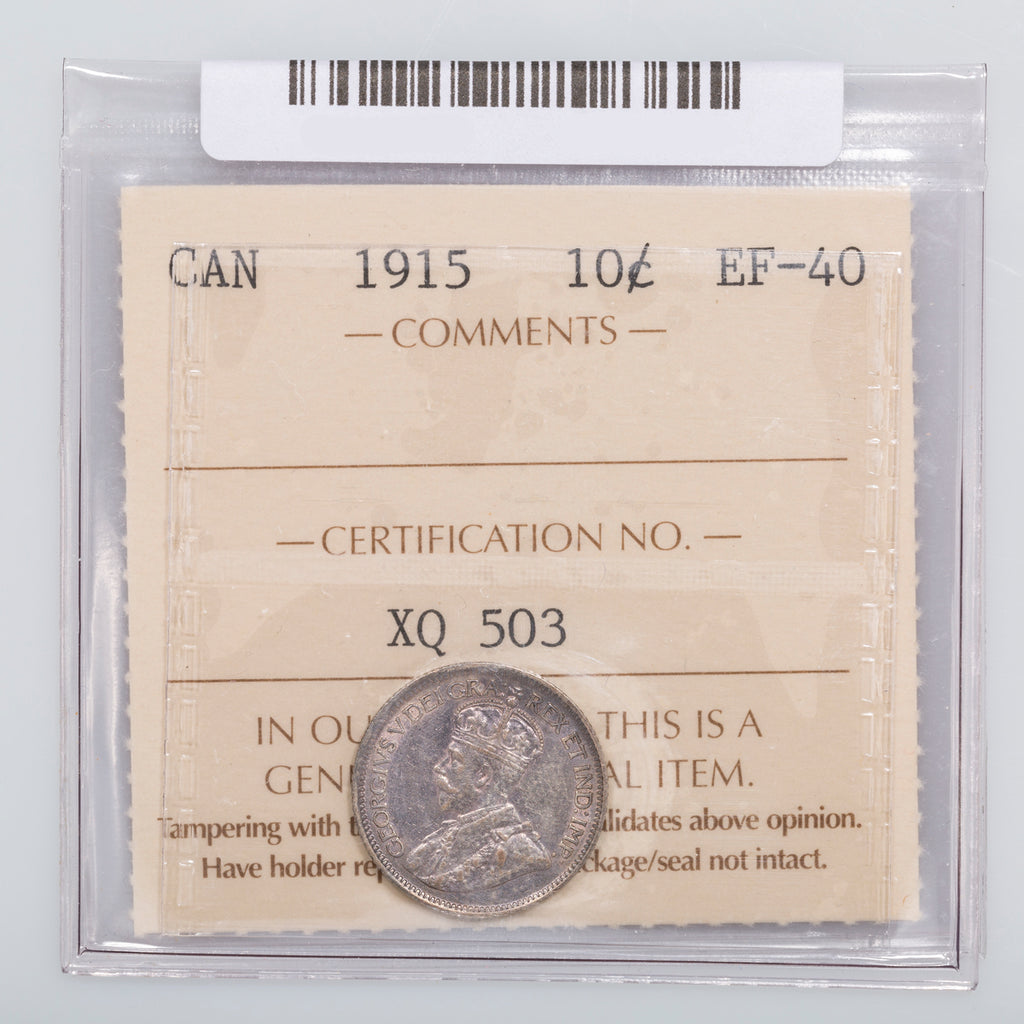 CAN 1915 10¢ EF-40
— COMMENTS —
— CERTIFICATION NO. —
XQ 503
IN OU THIS IS A
GEN AL ITEM.
Tampering with t lidates above opinion.
Have holder rep ckage/seal not intact.
GEORGIVS V DEI GRA: REX ET IND: IMP: